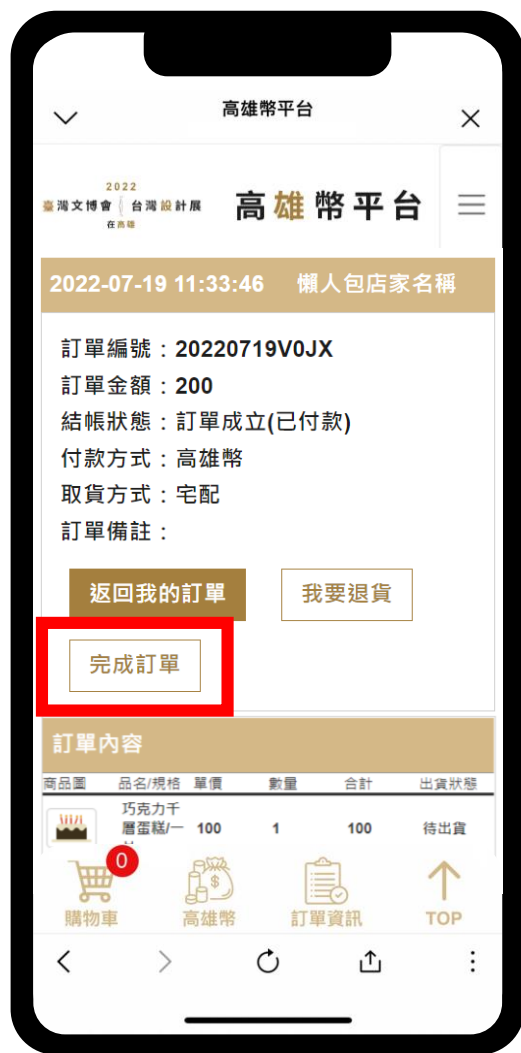 高雄幣平台
2022
臺灣文博會 台灣設計展
在高雄
高雄幣平台
2022-07-19 11:33:46 懶人包店家名稱
訂單編號：20220719V0JX
訂單金額：200
結帳狀態：訂單成立(已付款)
付款方式：高雄幣
取貨方式：宅配
訂單備註：
返回我的訂單 我要退貨
完成訂單
訂單內容
商品圖 品名/規格 單價 數量 合計 出貨狀態
巧克力千
層蛋糕/一 100 1 100 待出貨
0
$
購物車 高雄幣 訂單資訊 TOP